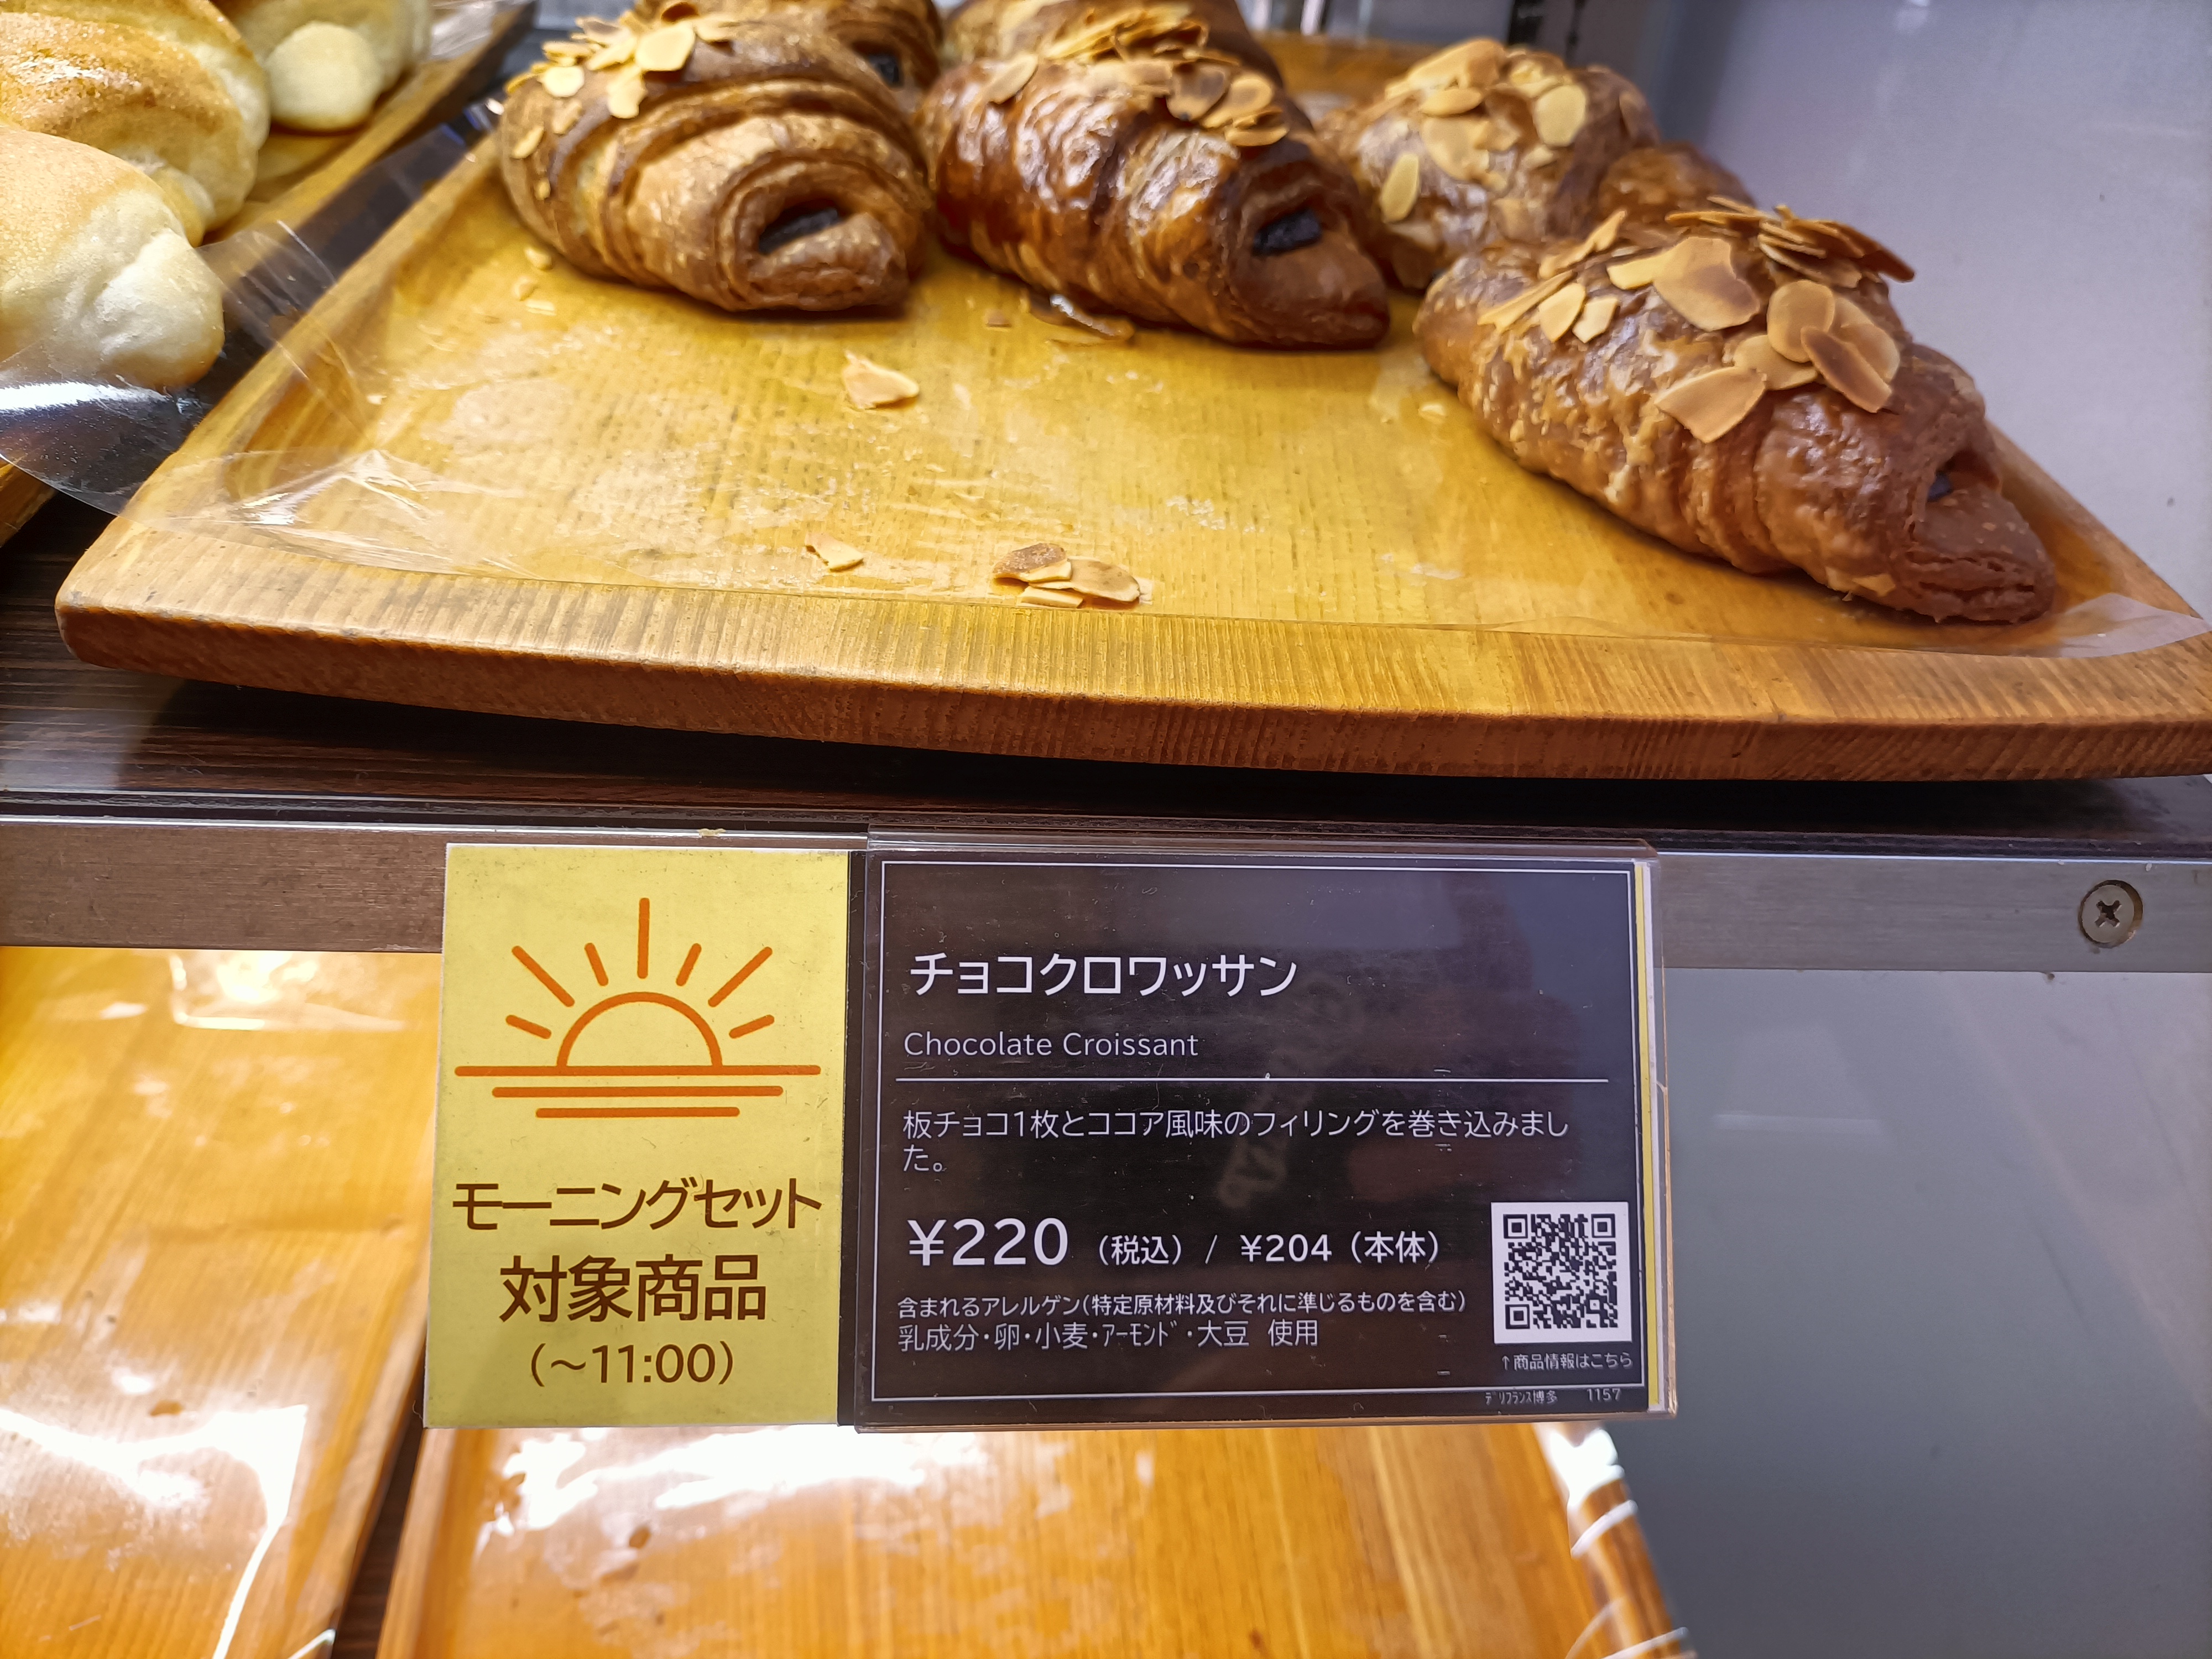 モーニングセット
対象商品
(～11:00)
チョコクロワッサン
Chocolate Croissant
板チョコ1枚とココア風味のフィリングを巻き込みまし
た。
¥220 (税込) / ¥204 (本体)
含まれるアレルゲン(特定原材料及びそれに準じるものを含む)
乳成分・卵・小麦・ｱｰﾓﾝﾄﾞ・大豆 使用
↑商品情報はこちら
ﾃﾞﾘﾌﾗﾝｽ博多 1157